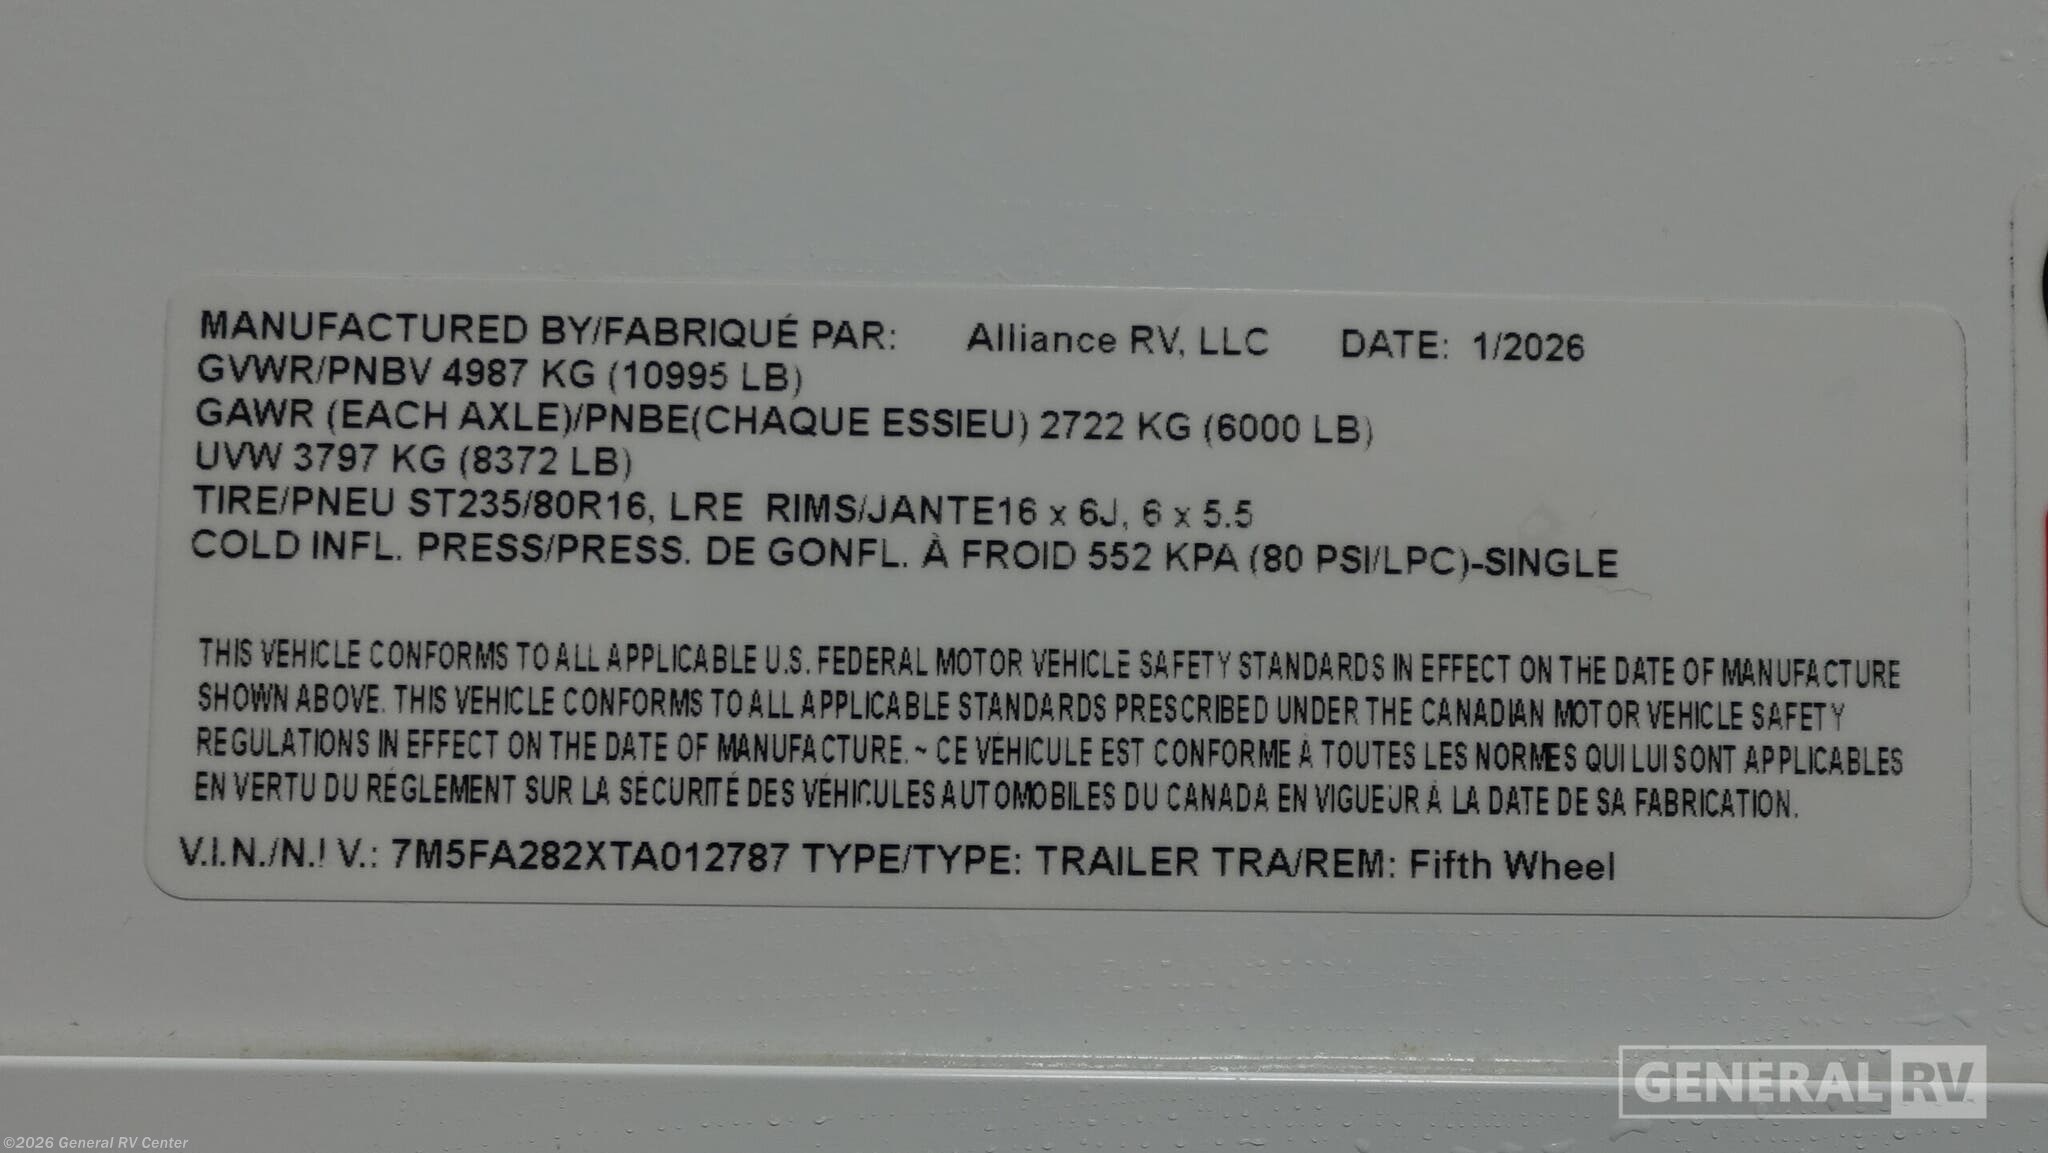 MANUFACTURED BY/FABRIQUÉ PAR: Alliance RV, LLC DATE: 1/2026
GVWR/PNBV 4987 KG (10995 LB)
GAWR (EACH AXLE)/PNBE(CHAQUE ESSIEU) 2722 KG (6000 LB)
UVW 3797 KG (8372 LB)
TIRE/PNEU ST235/80R16, LRE RIMS/JANTE16 x 6J, 6 x 5.5
COLD INFL. PRESS/PRESS. DE GONFL. À FROID 552 KPA (80 PSI/LPC)-SINGLE
THIS VEHICLE CONFORMS TO ALL APPLICABLE U.S. FEDERAL MOTOR VEHICLE SAFETY STANDARDS IN EFFECT ON THE DATE OF MANUFACTURE
SHOWN ABOVE. THIS VEHICLE CONFORMS TO ALL APPLICABLE STANDARDS PRESCRIBED UNDER THE CANADIAN MOTOR VEHICLE SAFETY
REGULATIONS IN EFFECT ON THE DATE OF MANUFACTURE. ~ CE VÉHICULE EST CONFORME À TOUTES LES NORMES QUI LUI SONT APPLICABLES
EN VERTU DU RÉGLEMENT SUR LA SÉCURITÉ DES VÉHICULES AUTOMOBILES DU CANADA EN VIGUEUR À LA DATE DE SA FABRICATION.
V.I.N./N.I V.: 7M5FA282XTA012787 TYPE/TYPE: TRAILER TRA/REM: Fifth Wheel
GENERAL RV
©2026 General RV Center